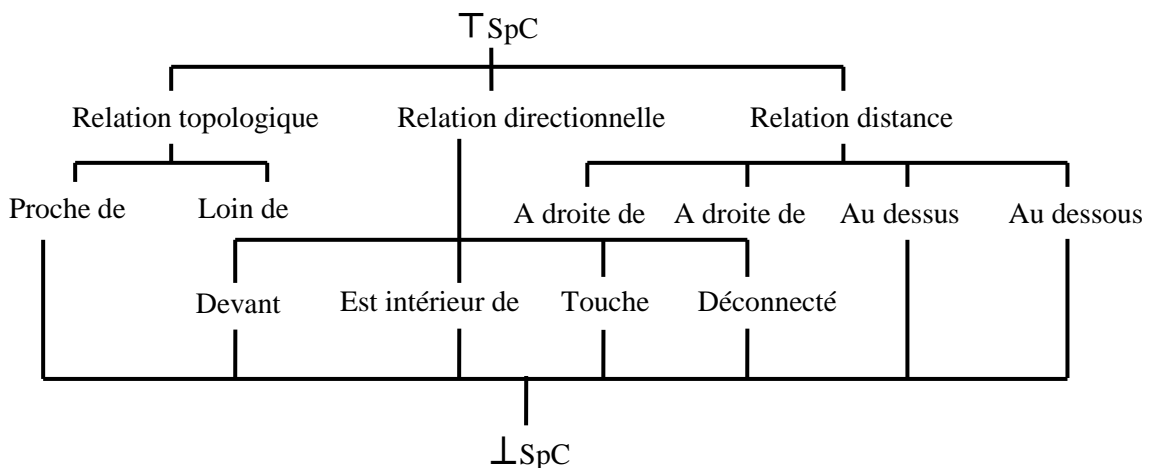 ⊤SpC
Relation topologique Relation directionnelle Relation distance
Proche de Loin de A droite de A droite de Au dessus Au dessous
Devant Est intérieur de Touche Déconnecté
⊥SpC